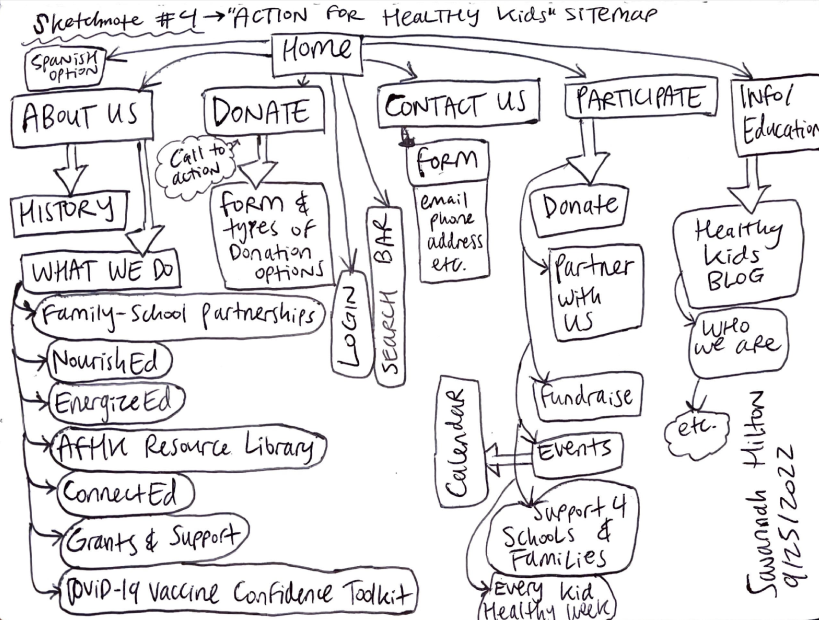 Sketchnote #4 → "ACTION FOR HEALTHY KIDS" SITEMAP
HOME
SPANISH
OPTION
ABOUT US
DONATE
CONTACT US
PARTICIPATE
INFO/
Education
Call to
action
HISTORY
WHAT WE DO
Family-School Partnerships
NourishEd
EnergizeEd
AFHK Resource Library
ConnectEd
Grants & Support
COVID-19 Vaccine Confidence Toolkit
FORM &
types of
Donation
OPTIONS
LOGIN
SEARCH BAR
FORM
email
phone
address
etc.
Donate
Partner
with
US
Fundraise
Events
Calendar
Support 4
Schools &
Families
Every Kid
Healthy Week
Healthy
Kids
BLOG
WHO
we are
etc.
Savannah Hilton
9/25/2022